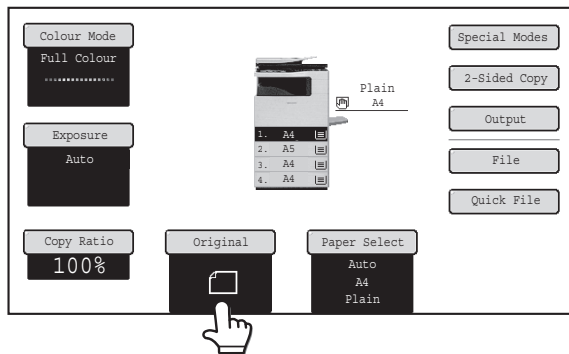 Colour Mode
Full Colour
Exposure
Auto
Copy Ratio
100%
Original
Paper Select
Auto
A4
Plain
Plain
A4
1. A4
2. A5
3. A4
4. A4
Special Modes
2-Sided Copy
Output
File
Quick File